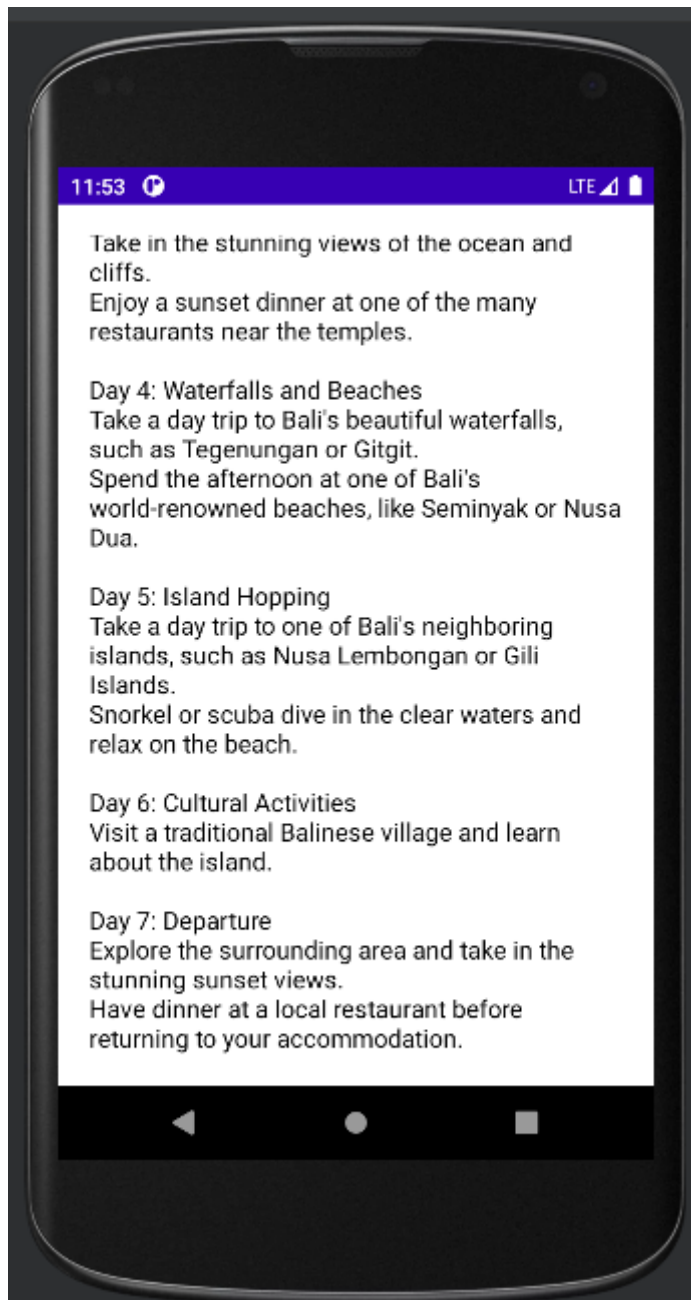 11:53
LTE
Take in the stunning views of the ocean and
cliffs.
Enjoy a sunset dinner at one of the many
restaurants near the temples.
Day 4: Waterfalls and Beaches
Take a day trip to Bali's beautiful waterfalls,
such as Tegenungan or Gitgit.
Spend the afternoon at one of Bali's
world-renowned beaches, like Seminyak or Nusa
Dua.
Day 5: Island Hopping
Take a day trip to one of Bali's neighboring
islands, such as Nusa Lembongan or Gili
Islands.
Snorkel or scuba dive in the clear waters and
relax on the beach.
Day 6: Cultural Activities
Visit a traditional Balinese village and learn
about the island.
Day 7: Departure
Explore the surrounding area and take in the
stunning sunset views.
Have dinner at a local restaurant before
returning to your accommodation.